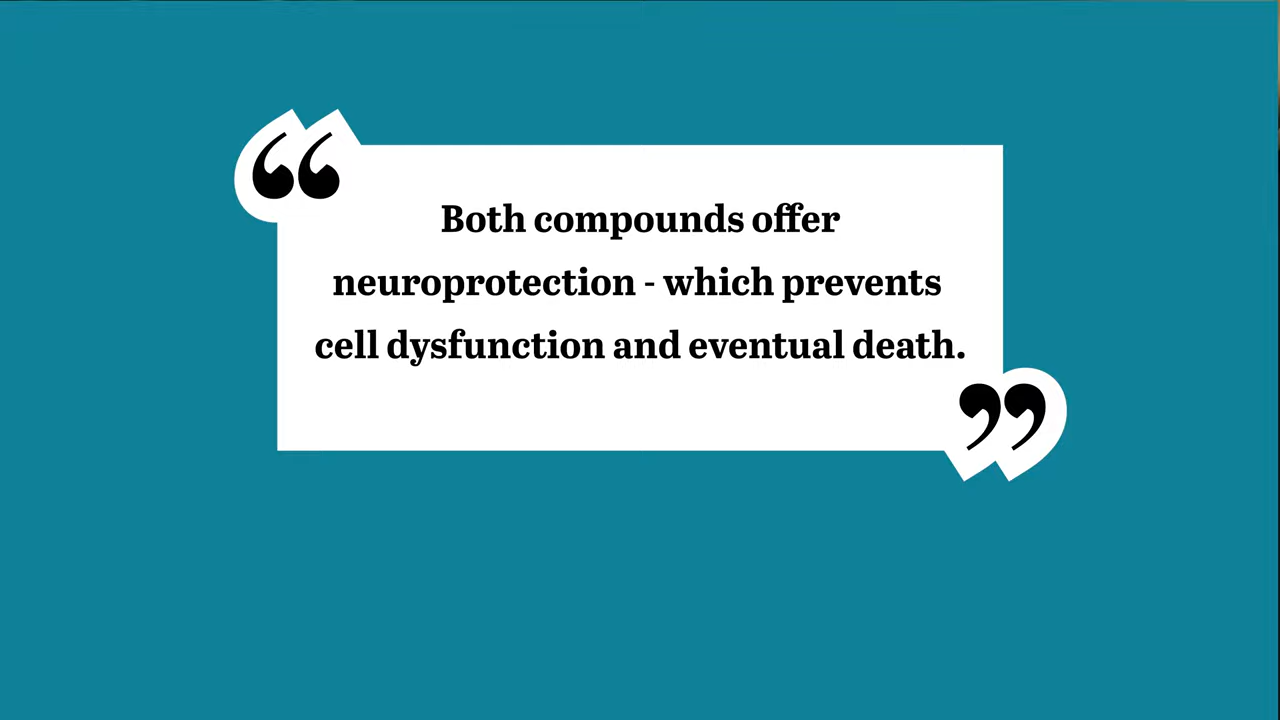 “
Both compounds offer
neuroprotection - which prevents
cell dysfunction and eventual death.
”